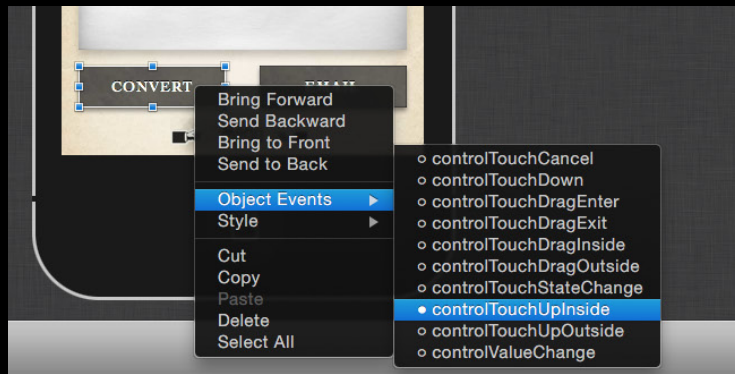 CONVERT
EMAIL
Bring Forward
Send Backward
Bring to Front
Send to Back
Object Events
Style
Cut
Copy
Paste
Delete
Select All
controlTouchCancel
controlTouchDown
controlTouchDragEnter
controlTouchDragExit
controlTouchDragInside
controlTouchDragOutside
controlTouchStateChange
controlTouchUpInside
controlTouchUpOutside
controlValueChange